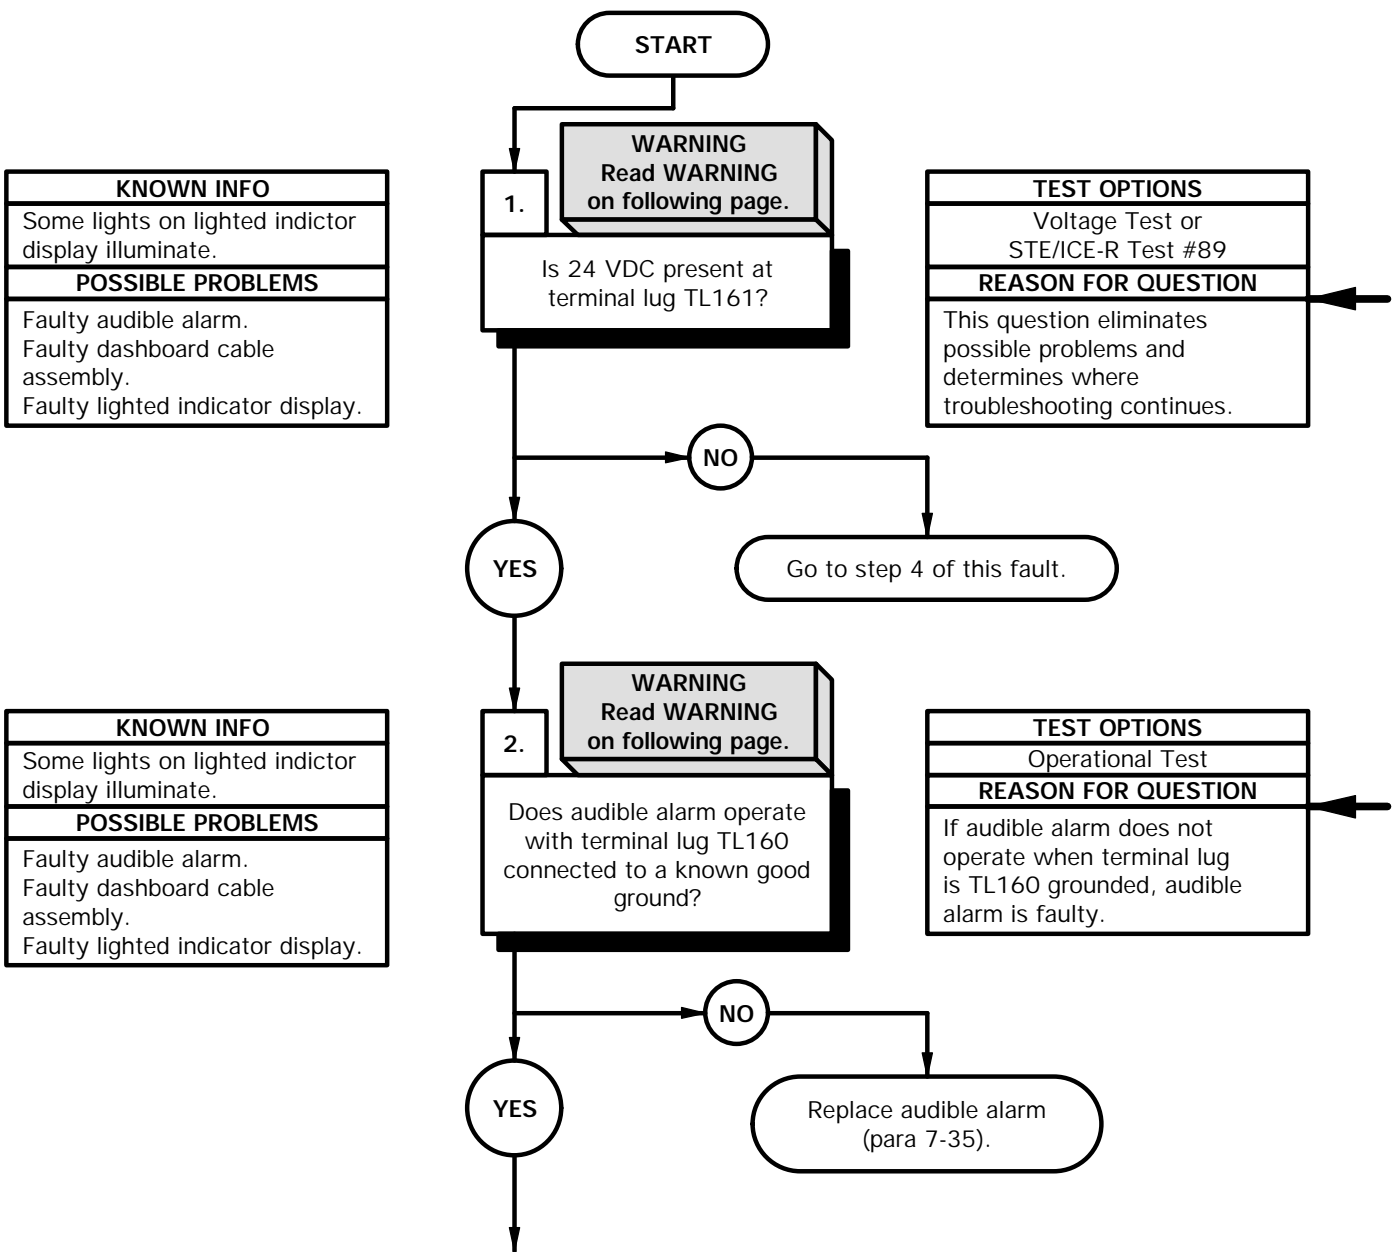 START
WARNING
Read WARNING
on following page.
1.
Is 24 VDC present at
terminal lug TL161?
KNOWN INFO
Some lights on lighted indictor
display illuminate.
POSSIBLE PROBLEMS
Faulty audible alarm.
Faulty dashboard cable
assembly.
Faulty lighted indicator display.
TEST OPTIONS
Voltage Test or
STE/ICE-R Test #89
REASON FOR QUESTION
This question eliminates
possible problems and
determines where
troubleshooting continues.
NO
YES
Go to step 4 of this fault.
WARNING
Read WARNING
on following page.
2.
Does audible alarm operate
with terminal lug TL160
connected to a known good
ground?
KNOWN INFO
Some lights on lighted indictor
display illuminate.
POSSIBLE PROBLEMS
Faulty audible alarm.
Faulty dashboard cable
assembly.
Faulty lighted indicator display.
TEST OPTIONS
Operational Test
REASON FOR QUESTION
If audible alarm does not
operate when terminal lug
is TL160 grounded, audible
alarm is faulty.
NO
YES
Replace audible alarm
(para 7-35).